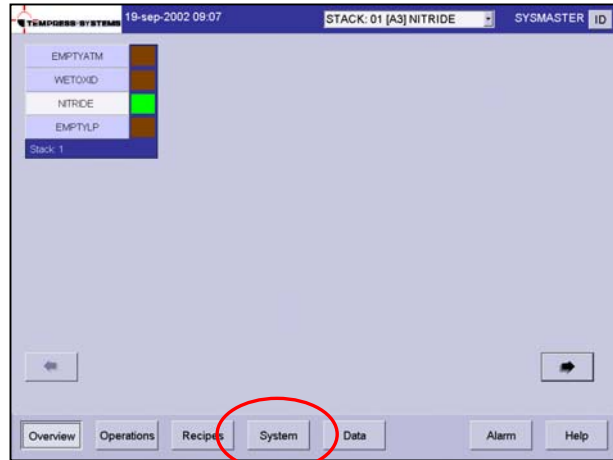 TEMPRESS SYSTEMS 19-sep-2002 09:07 STACK: 01 [A3] NITRIDE SYSMASTER ID
EMPTYATM
WETOXID
NITRIDE
EMPTYLP
Stack: 1
Overview Operations Recipes System Data Alarm Help